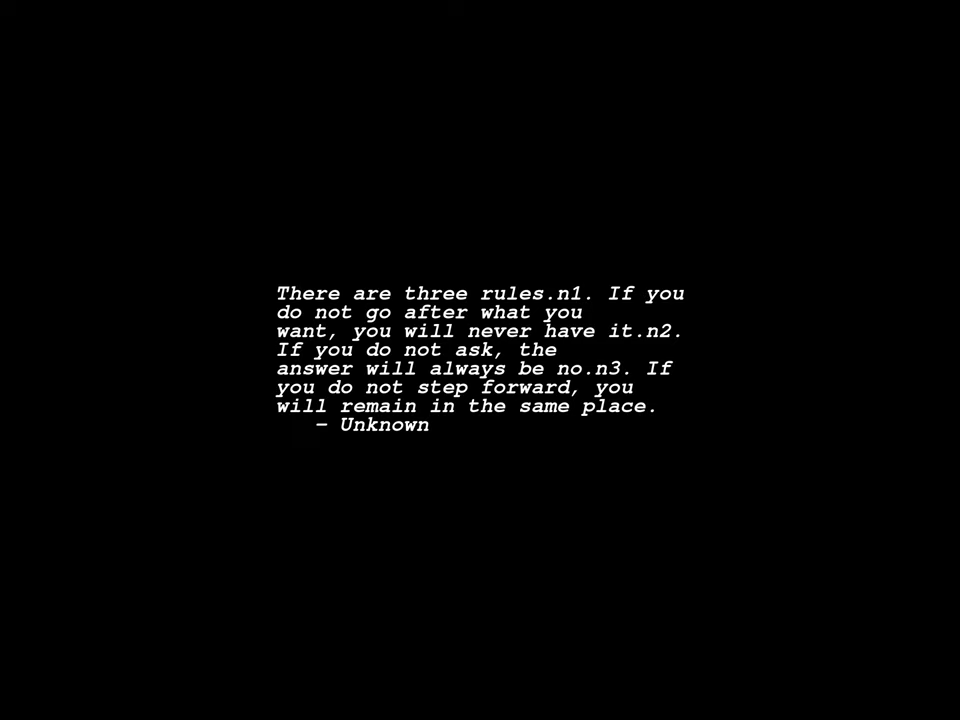 There are three rules.n1. If you
do not go after what you
want, you will never have it.n2.
If you do not ask, the
answer will always be no.n3. If
you do not step forward, you
will remain in the same place.
– Unknown